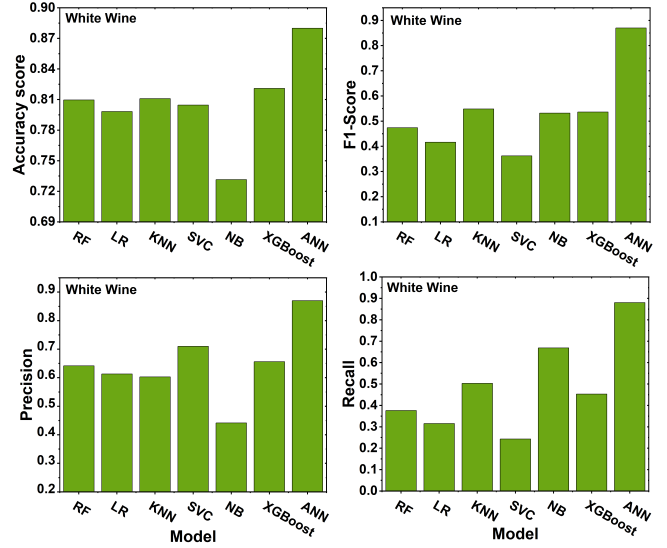 White Wine
Accuracy score
0.90
0.87
0.84
0.81
0.78
0.75
0.72
0.69
RF
LR
KNN
SVC
NB
XGBoost
ANN
White Wine
F1-Score
0.9
0.8
0.7
0.6
0.5
0.4
0.3
0.2
0.1
RF
LR
KNN
SVC
NB
XGBoost
ANN
White Wine
Precision
0.9
0.8
0.7
0.6
0.5
0.4
0.3
0.2
RF
LR
KNN
SVC
NB
XGBoost
ANN
Model
White Wine
Recall
1.0
0.9
0.8
0.7
0.6
0.5
0.4
0.3
0.2
0.1
0.0
RF
LR
KNN
SVC
NB
XGBoost
ANN
Model